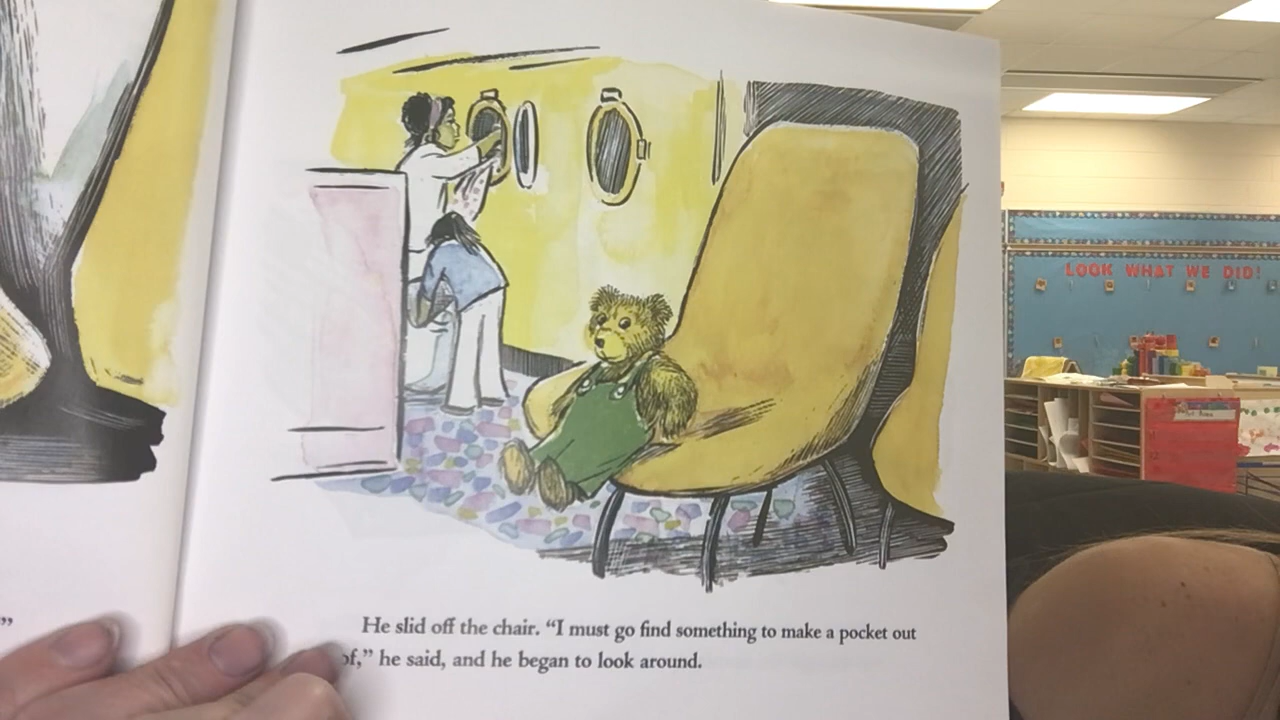 LOOK WHAT WE DID!
”
He slid off the chair. “I must go find something to make a pocket out
of,” he said, and he began to look around.